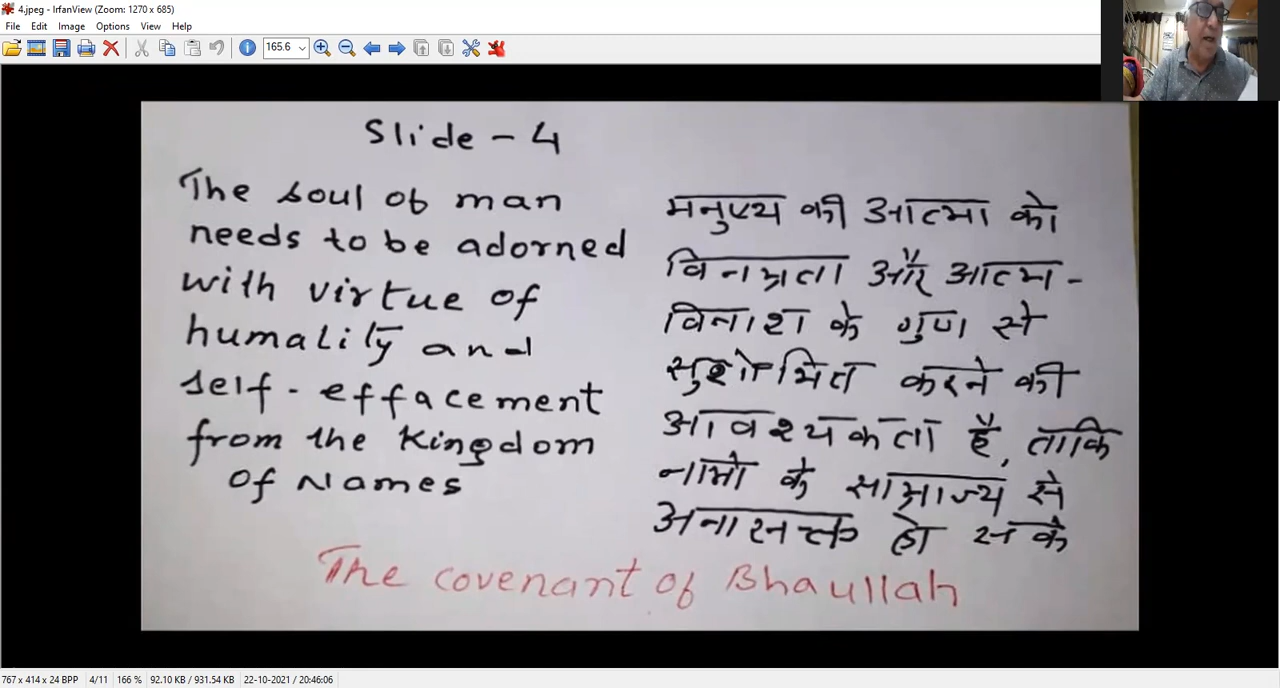 4.jpeg - IrfanView (Zoom: 1270 x 685)
File Edit Image Options View Help
165.6
Slide - 4
The soul of man
needs to be adorned
with virtue of
humalily and
self-effacement
from the Kingdom
Of Names
मनुष्य की आत्मा को
विनम्रता और आत्म-
विनाश के गुण से
सुशोभित करने की
आवश्यकता है, ताकि
नामो के साम्राज्य से
अनासक्त हो सके
The covenant of Bhaullah
767 x 414 x 24 BPP 4/11 166 % 92.10 KB / 931.54 KB 22-10-2021 / 20:46:06